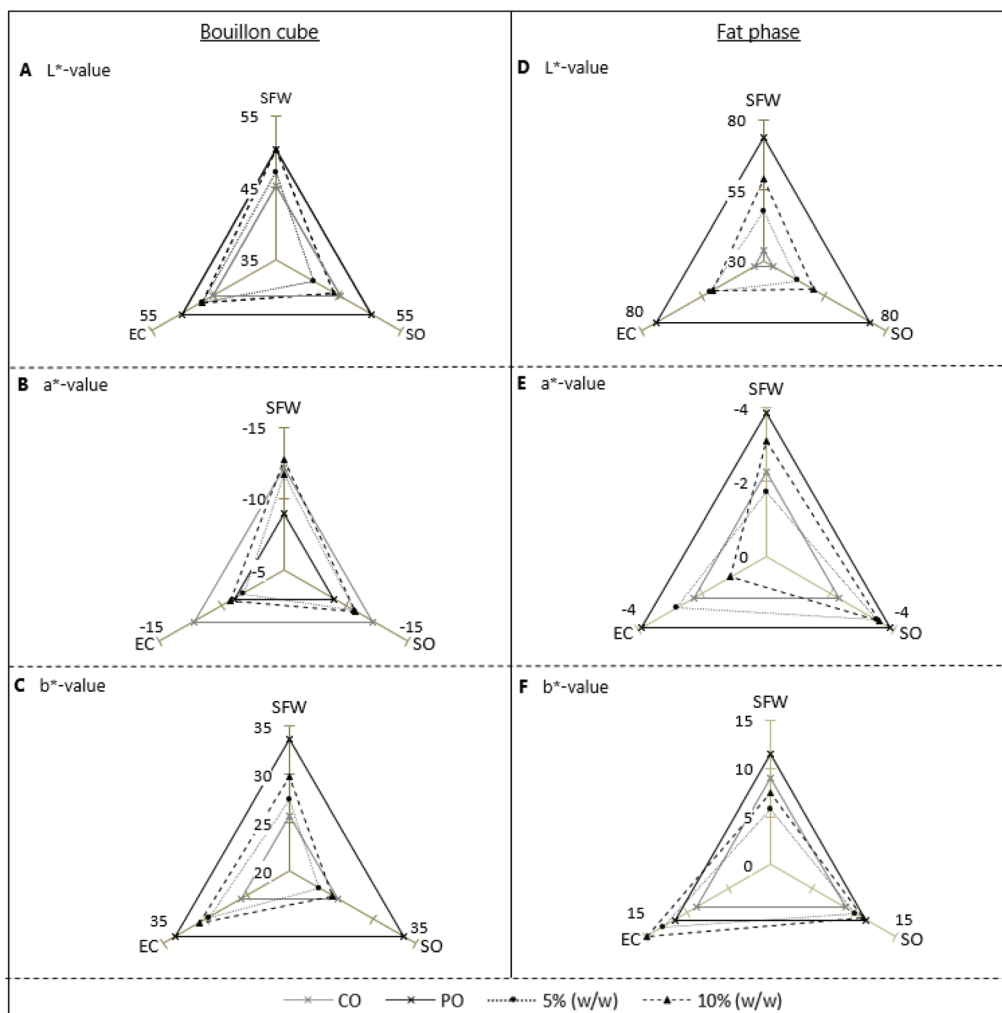 Bouillon cube
Fat phase
A L*-value
SFW
55
45
35
55
EC
55
SO
D L*-value
SFW
80
55
30
80
EC
80
SO
B a*-value
SFW
-15
-10
-5
-15
EC
-15
SO
E a*-value
SFW
-4
-2
0
-4
EC
-4
SO
C b*-value
SFW
35
30
25
20
35
EC
35
SO
F b*-value
SFW
15
10
5
0
15
EC
15
SO
CO PO 5% (w/w) 10% (w/w)